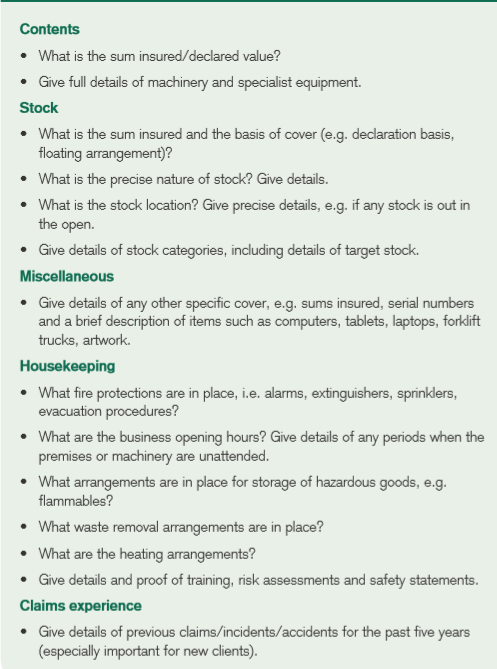 Contents
• What is the sum insured/declared value?
• Give full details of machinery and specialist equipment.
Stock
• What is the sum insured and the basis of cover (e.g. declaration basis,
floating arrangement)?
• What is the precise nature of stock? Give details.
• What is the stock location? Give precise details, e.g. if any stock is out in
the open.
• Give details of stock categories, including details of target stock.
Miscellaneous
• Give details of any other specific cover, e.g. sums insured, serial numbers
and a brief description of items such as computers, tablets, laptops, forklift
trucks, artwork.
Housekeeping
• What fire protections are in place, i.e. alarms, extinguishers, sprinklers,
evacuation procedures?
• What are the business opening hours? Give details of any periods when the
premises or machinery are unattended.
• What arrangements are in place for storage of hazardous goods, e.g.
flammables?
• What waste removal arrangements are in place?
• What are the heating arrangements?
• Give details and proof of training, risk assessments and safety statements.
Claims experience
• Give details of previous claims/incidents/accidents for the past five years
(especially important for new clients).